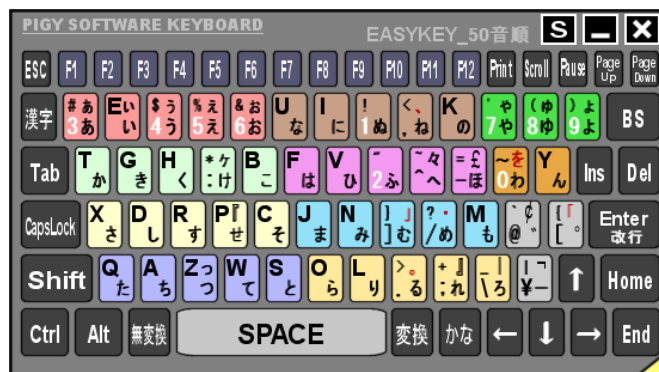 PIGY SOFTWARE KEYBOARD EASYKEY_50音順 S
ESC F1 F2 F3 F4 F5 F6 F7 F8 F9 F10 F11 F12 Print Scroll Pause Page Up Page Down
漢字 # ぁ 3 あ E ぃ い $ ぅ 4 う % ぇ 5 え & ぉ 6 お U な I に ! 1 ぬ < 、 . ね K の ' ゃ 7 や ( ゅ 8 ゆ ) ょ 9 よ BS
Tab T か G き H く * ヶ : け B こ F は V ひ " 2 ふ ~ 々 ^ へ = £ - ほ ~ を 0 わ Y ん Ins Del
CapsLock X さ D し R す P 『 せ C そ J ま N み } 」 ] む ? ・ / め M も ` ¢ @ ゛ { 「 [ ゜ Enter 改行
Shift Q た A ち Z っ つ W て S と O ら L り > 。 . る + 』 ; れ _ | \ ろ | ¬ ¥ ー ↑ Home
Ctrl Alt 無変換 SPACE 変換 かな ← ↓ → End